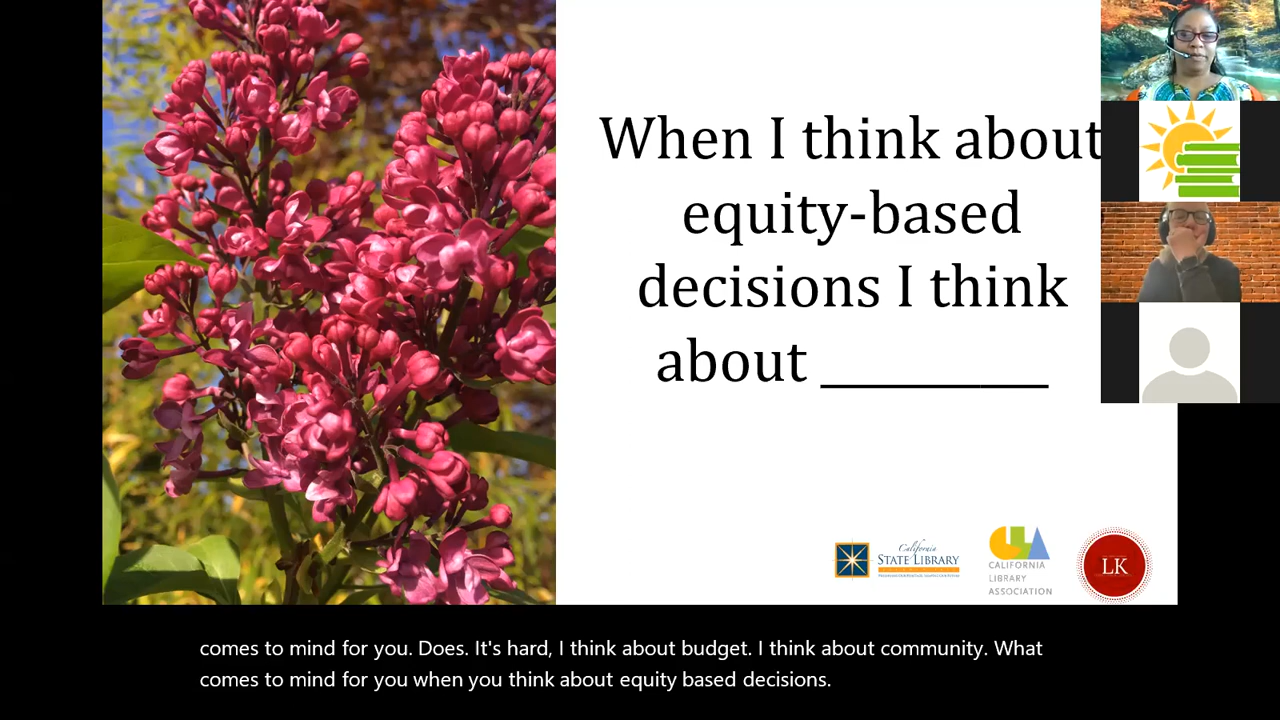 When I think about
equity-based
decisions I think
about __________
California
STATE LIBRARY
CLA
CALIFORNIA
LIBRARY
ASSOCIATION
LK
comes to mind for you. Does. It's hard, I think about budget. I think about community. What
comes to mind for you when you think about equity based decisions.